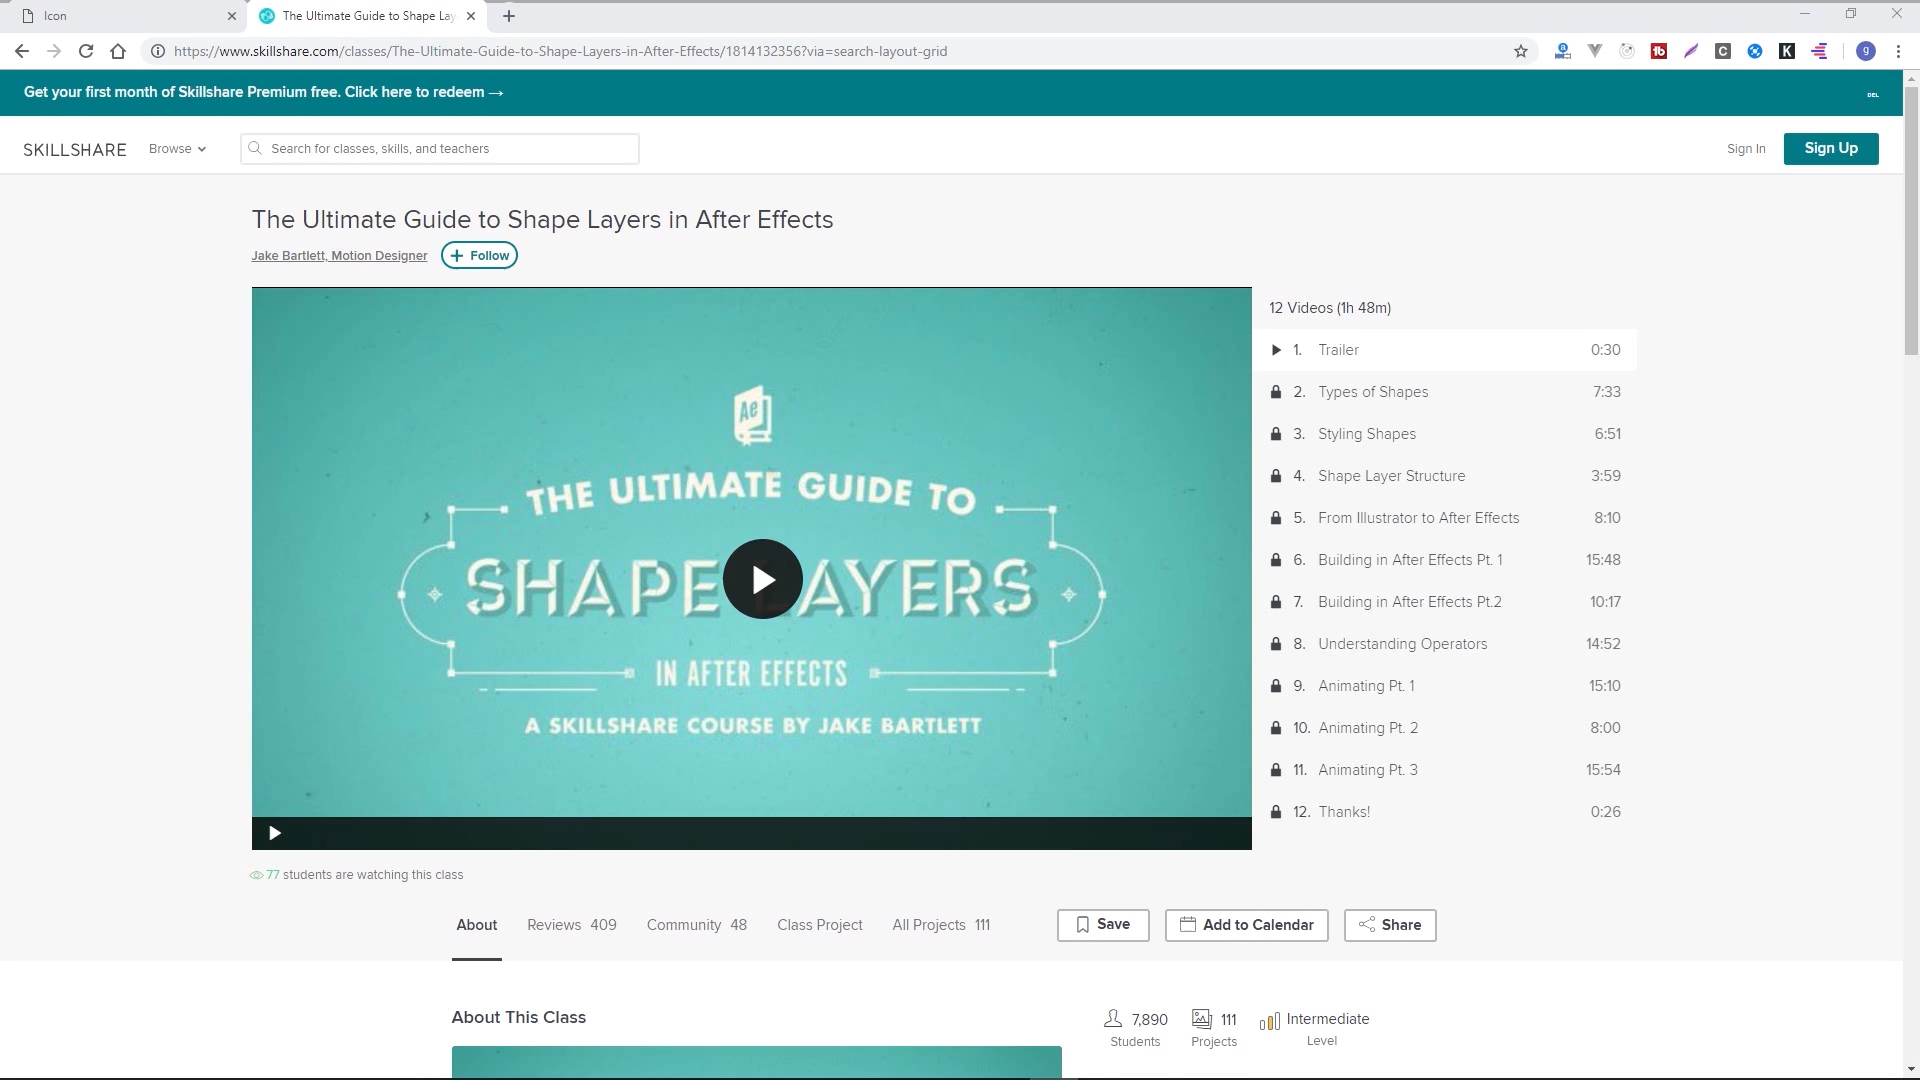 Icon
The Ultimate Guide to Shape Lay
https://www.skillshare.com/classes/The-Ultimate-Guide-to-Shape-Layers-in-After-Effects/1814132356?via=search-layout-grid
Get your first month of Skillshare Premium free. Click here to redeem →
DEL
SKILLSHARE
Browse
Search for classes, skills, and teachers
Sign In
Sign Up
The Ultimate Guide to Shape Layers in After Effects
Jake Bartlett, Motion Designer
+ Follow
Ae
THE ULTIMATE GUIDE TO
SHAPE LAYERS
IN AFTER EFFECTS
A SKILLSHARE COURSE BY JAKE BARTLETT
12 Videos (1h 48m)
1. Trailer 0:30
2. Types of Shapes 7:33
3. Styling Shapes 6:51
4. Shape Layer Structure 3:59
5. From Illustrator to After Effects 8:10
6. Building in After Effects Pt. 1 15:48
7. Building in After Effects Pt.2 10:17
8. Understanding Operators 14:52
9. Animating Pt. 1 15:10
10. Animating Pt. 2 8:00
11. Animating Pt. 3 15:54
12. Thanks! 0:26
77 students are watching this class
About Reviews 409 Community 48 Class Project All Projects 111
Save
Add to Calendar
Share
About This Class
7,890 Students
111 Projects
Intermediate Level